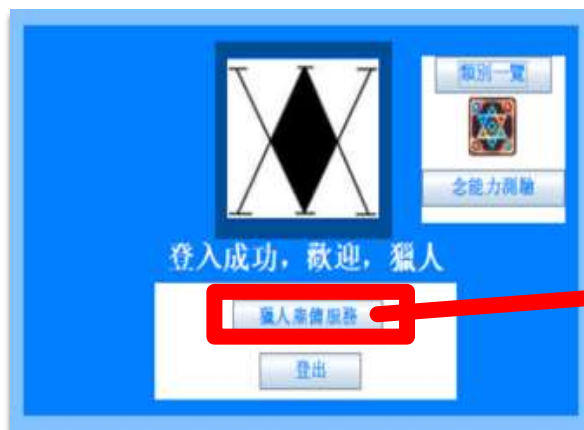 類別一覽
念能力測驗
登入成功，歡迎，獵人
獵人專備服務
登出